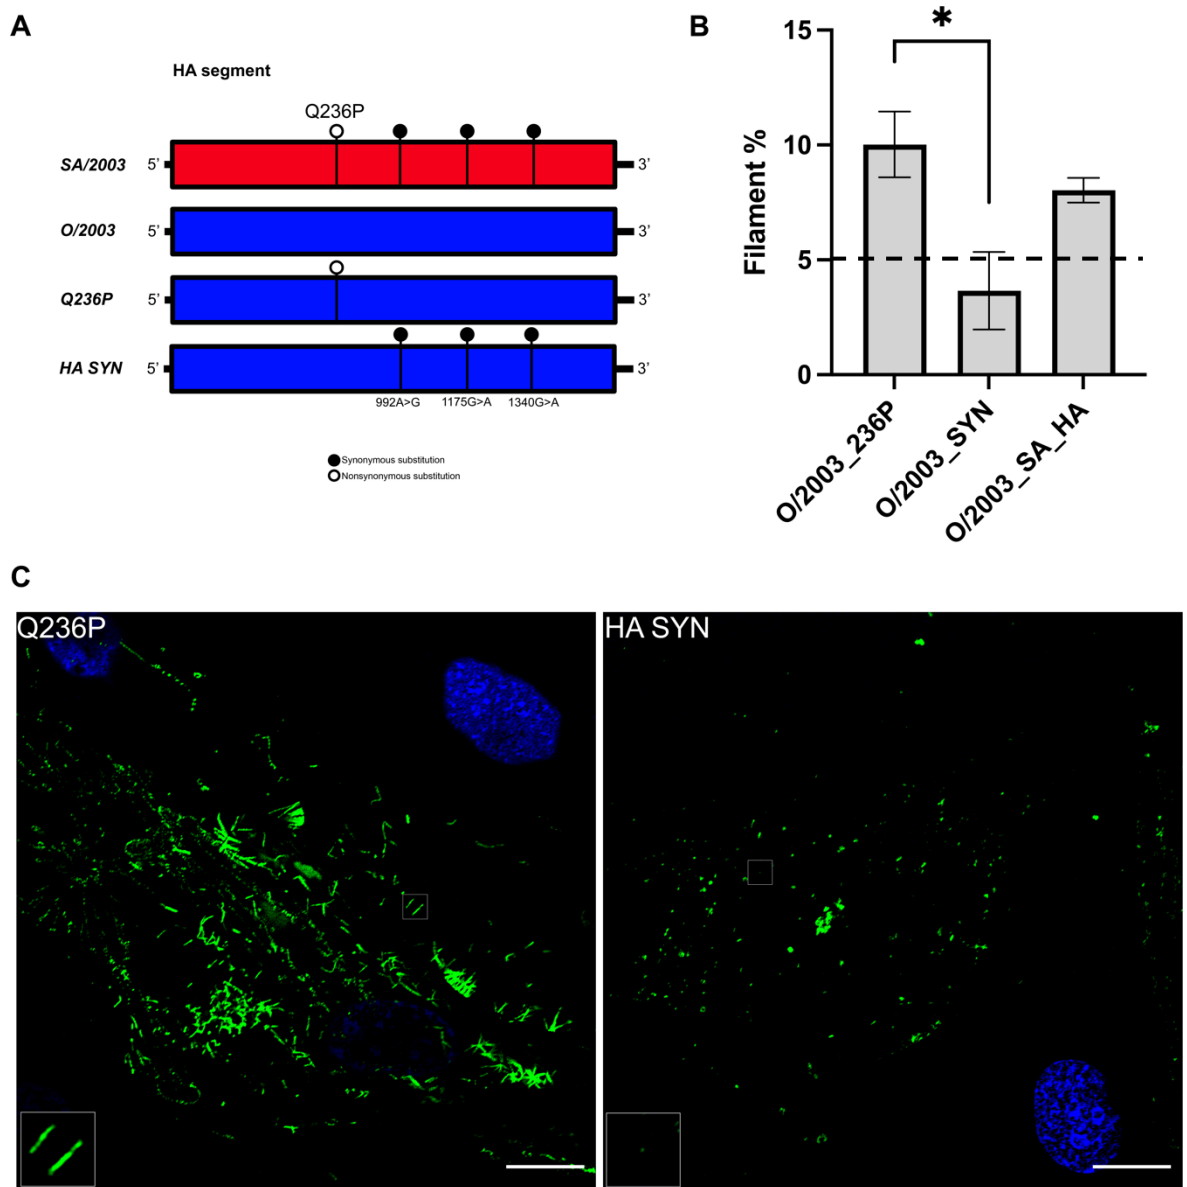 A
HA segment
Q236P
SA/2003 5’ 3’
O/2003 5’ 3’
Q236P 5’ 3’
HA SYN 5’ 3’
992A>G 1175G>A 1340G>A
Synonymous substitution
Nonsynonymous substitution
B
*
Filament %
15
10
5
0
O/2003_236P
O/2003_SYN
O/2003_SA_HA
C
Q236P
HA SYN